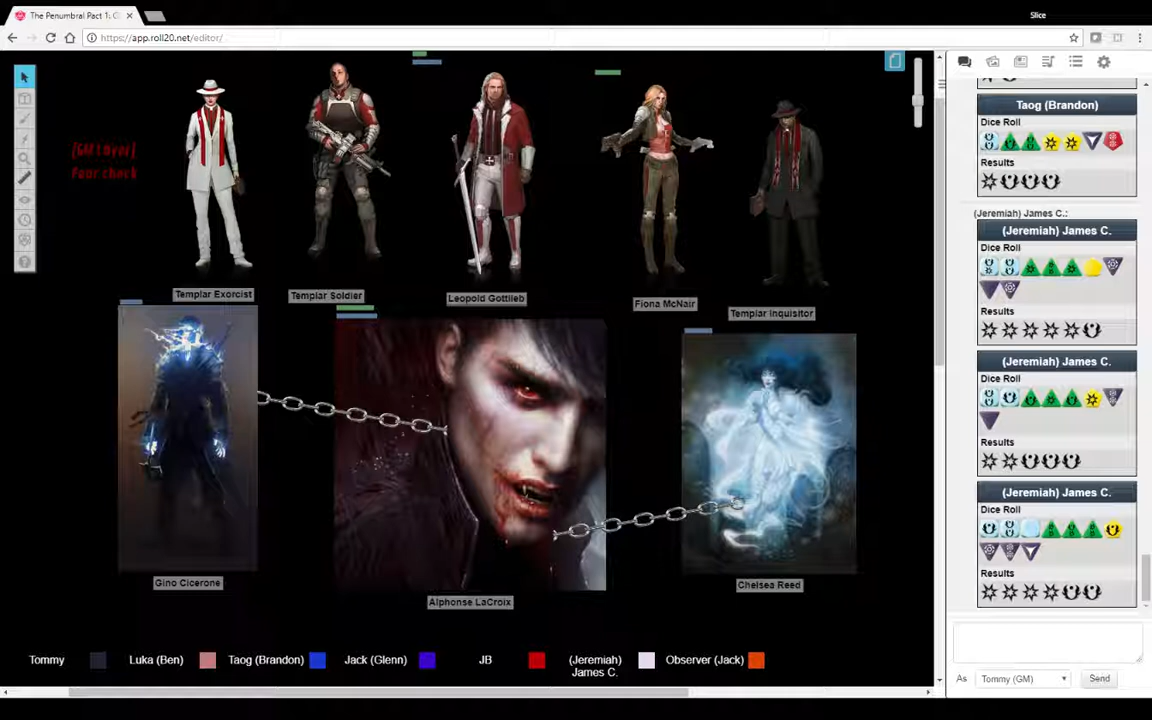 The Penumbral Pact 1: G
Slice
https://app.roll20.net/editor/
[GM Layer]
Fear check
Templar Exorcist
Templar Soldier
Leopold Gottlieb
Fiona McNair
Templar Inquisitor
Gino Cicerone
Alphonse LaCroix
Chelsea Reed
Tommy
Luka (Ben)
Taog (Brandon)
Jack (Glenn)
JB
(Jeremiah)
James C.
Observer (Jack)
Taog (Brandon)
Dice Roll
Results
(Jeremiah) James C.:
(Jeremiah) James C.
Dice Roll
Results
(Jeremiah) James C.
Dice Roll
Results
(Jeremiah) James C.
Dice Roll
Results
As
Tommy (GM)
Send